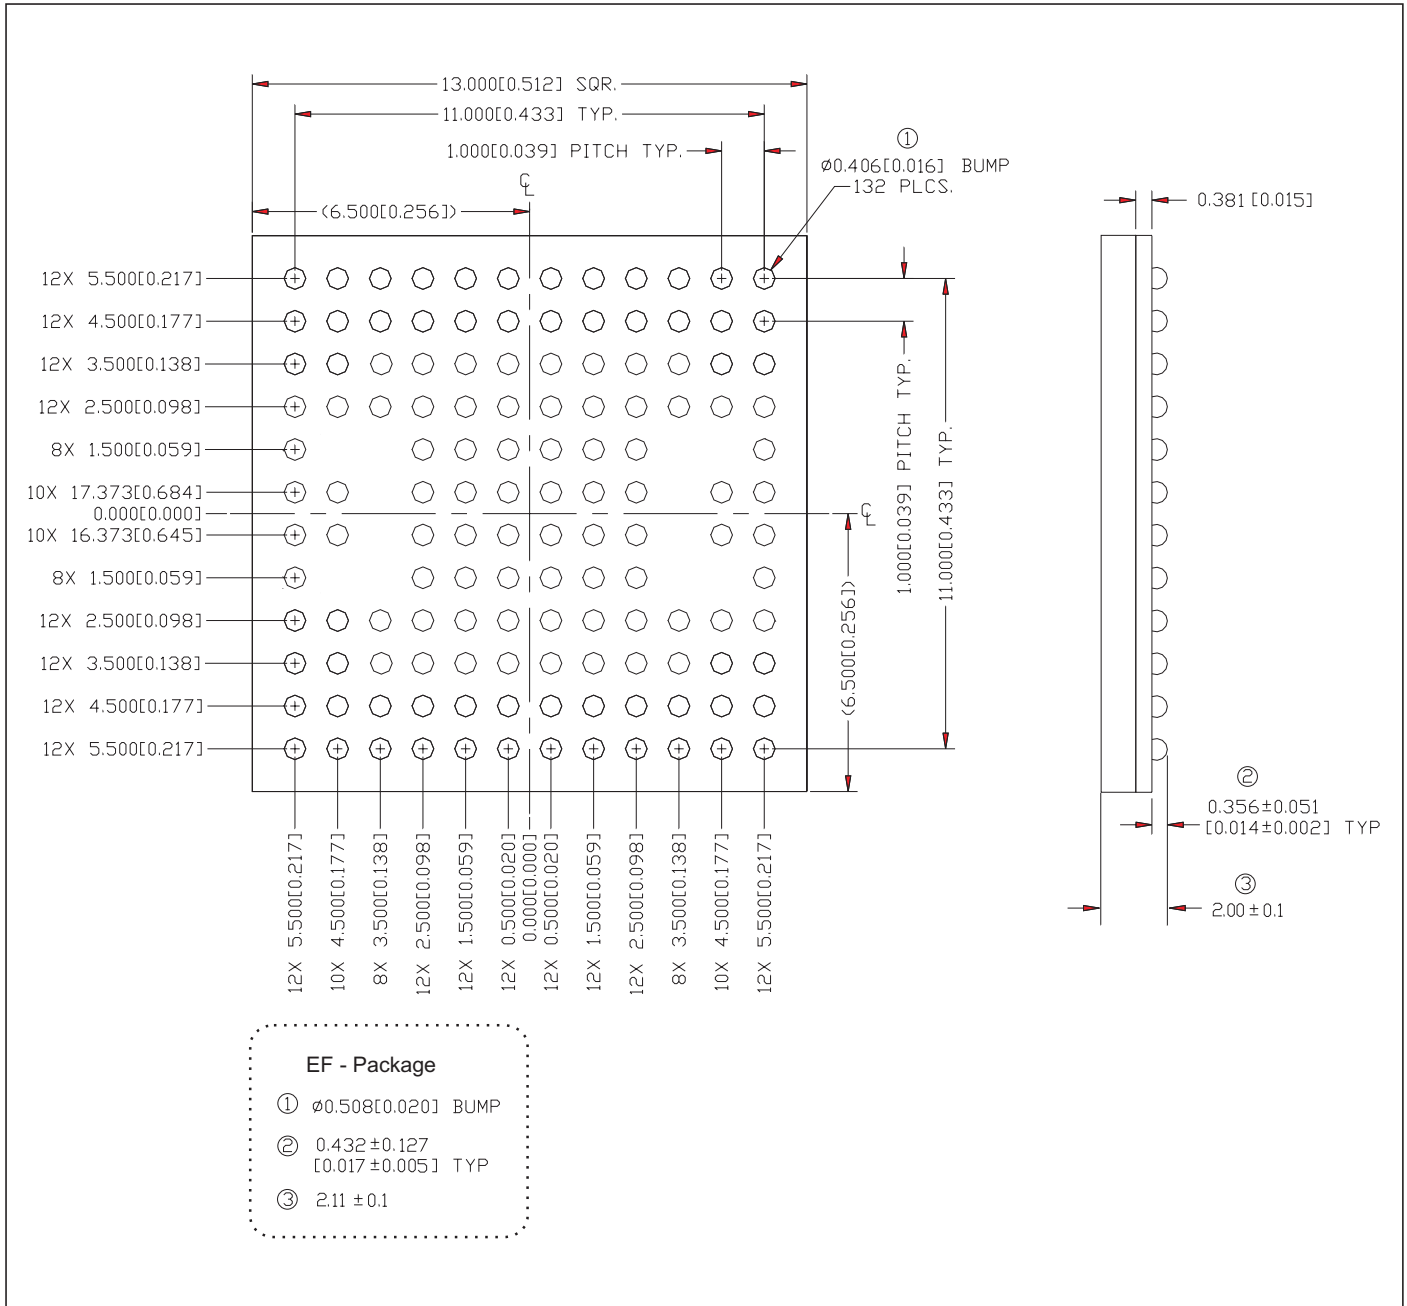 13.000[0.512] SQR.
11.000[0.433] TYP.
1.000[0.039] PITCH TYP.
①
Ø0.406[0.016] BUMP
132 PLCS.
℄
(6.500[0.256])
0.381 [0.015]
12X 5.500[0.217]
12X 4.500[0.177]
12X 3.500[0.138]
12X 2.500[0.098]
8X 1.500[0.059]
10X 17.373[0.684]
0.000[0.000]
10X 16.373[0.645]
8X 1.500[0.059]
12X 2.500[0.098]
12X 3.500[0.138]
12X 4.500[0.177]
12X 5.500[0.217]
℄
1.000[0.039] PITCH TYP.
11.000[0.433] TYP.
(6.500[0.256])
②
0.356±0.051
[0.014±0.002] TYP
③
2.00 ± 0.1
12X 5.500[0.217]
10X 4.500[0.177]
8X 3.500[0.138]
12X 2.500[0.098]
12X 1.500[0.059]
12X 0.500[0.020]
0.000[0.000]
12X 0.500[0.020]
12X 1.500[0.059]
12X 2.500[0.098]
8X 3.500[0.138]
10X 4.500[0.177]
12X 5.500[0.217]
EF - Package
① Ø0.508[0.020] BUMP
② 0.432 ±0.127
[0.017 ±0.005] TYP
③ 2.11 ±0.1